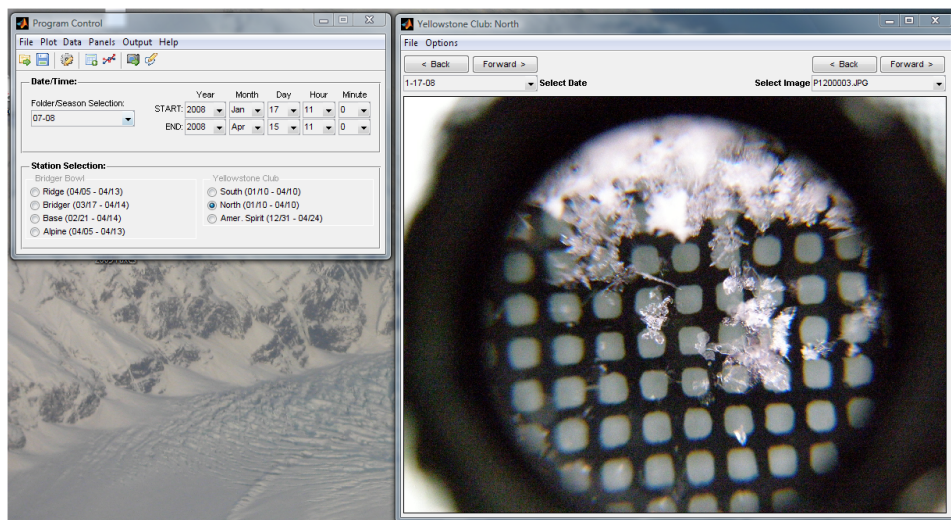 Program Control
File Plot Data Panels Output Help
Date/Time:
Folder/Season Selection:
07-08
Year Month Day Hour Minute
START: 2008 Jan 17 11 0
END: 2008 Apr 15 11 0
Station Selection:
Bridger Bowl
Ridge (04/05 - 04/13)
Bridger (03/17 - 04/14)
Base (02/21 - 04/14)
Alpine (04/05 - 04/13)
Yellowstone Club
South (01/10 - 04/10)
North (01/10 - 04/10)
Amer. Spirit (12/31 - 04/24)
Yellowstone Club: North
File Options
< Back Forward >
< Back Forward >
1-17-08 Select Date
Select Image P1200003.JPG